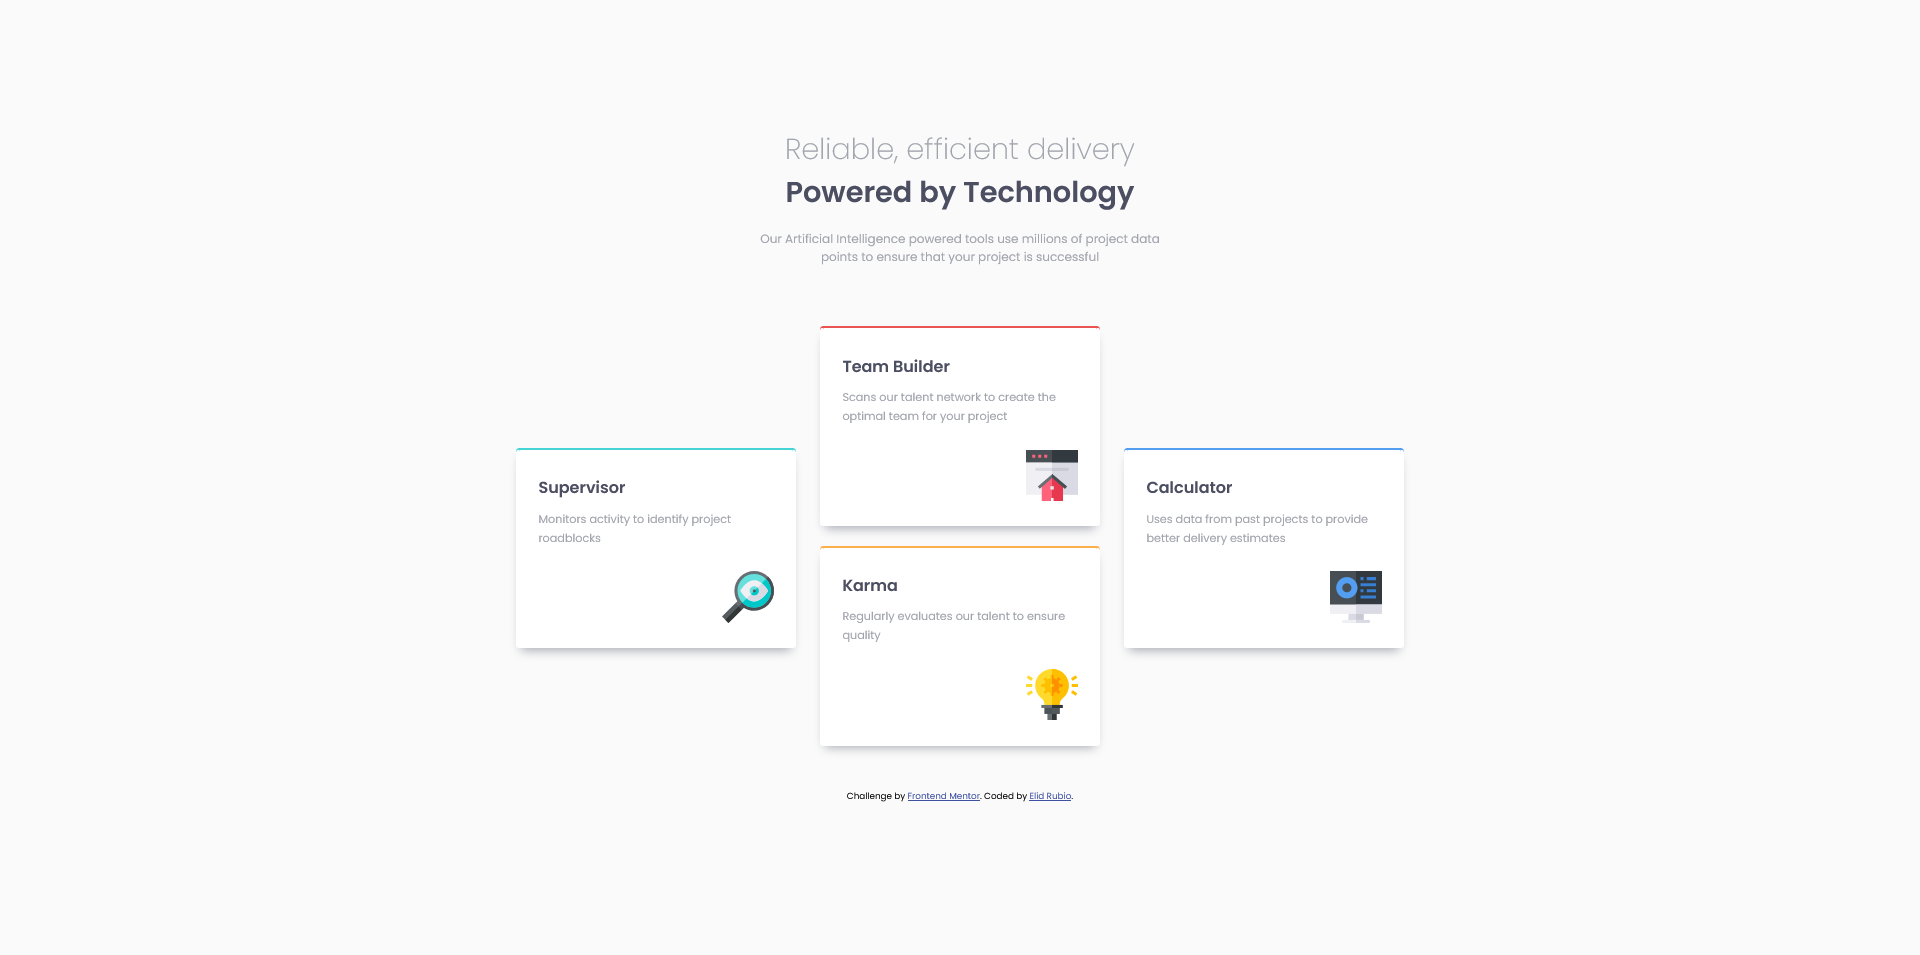 Reliable, efficient delivery
Powered by Technology
Our Artificial Intelligence powered tools use millions of project data
points to ensure that your project is successful
Supervisor
Monitors activity to identify project
roadblocks
Team Builder
Scans our talent network to create the
optimal team for your project
Karma
Regularly evaluates our talent to ensure
quality
Calculator
Uses data from past projects to provide
better delivery estimates
Challenge by Frontend Mentor. Coded by Elid Rubio.